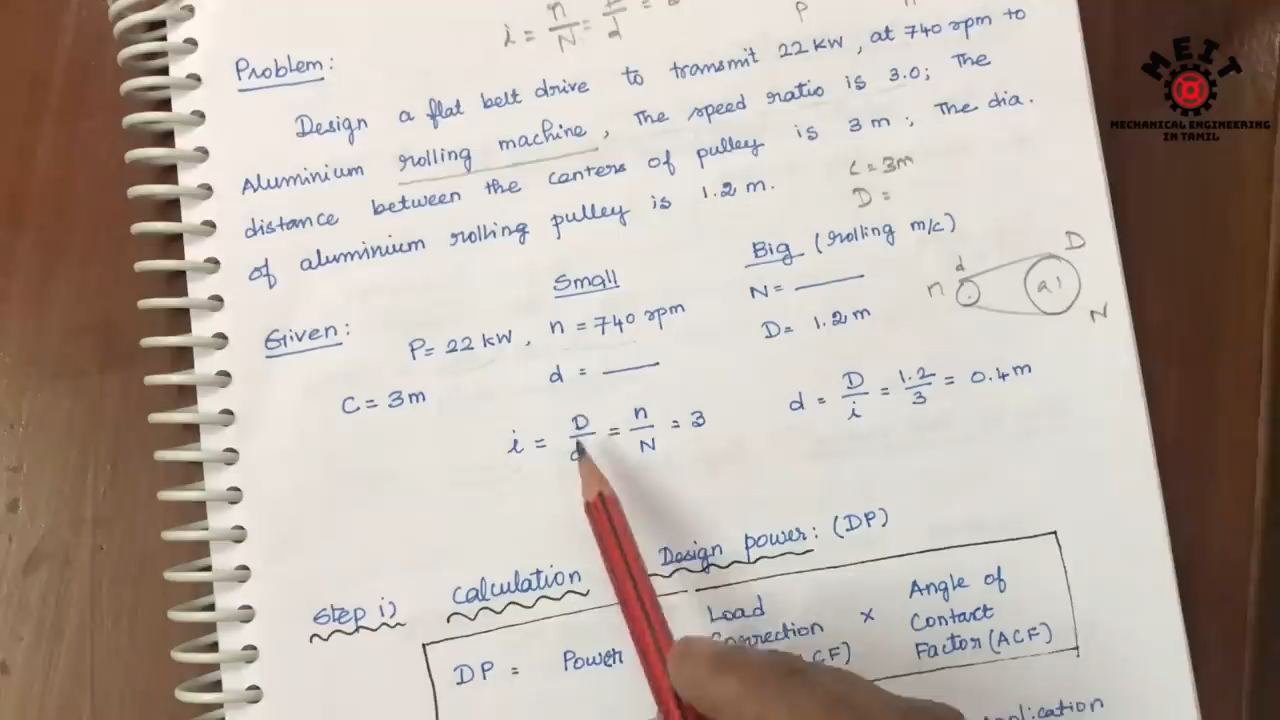 i = n/N = /d =
P
Problem:
Design a flat belt drive to transmit 22 KW, at 740 rpm to
Aluminium rolling machine, The speed ratio is 3.0; The
distance between the centers of pulley is 3 m; The dia.
of aluminium rolling pulley is 1.2 m.
C = 3m
D =
Small
Big (rolling m/c)
Given:
P = 22 KW,
n = 740 rpm
N = ——
C = 3m
d = ——
D = 1.2 m
d
D
n
al
N
i = D/d = n/N = 3
d = D/i = 1.2/3 = 0.4m
Step i) Calculation Design power: (DP)
DP = Power
Load
× Angle of
Contact
Factor (ACF)
MEIT
MECHANICAL ENGINEERING
IN TAMIL